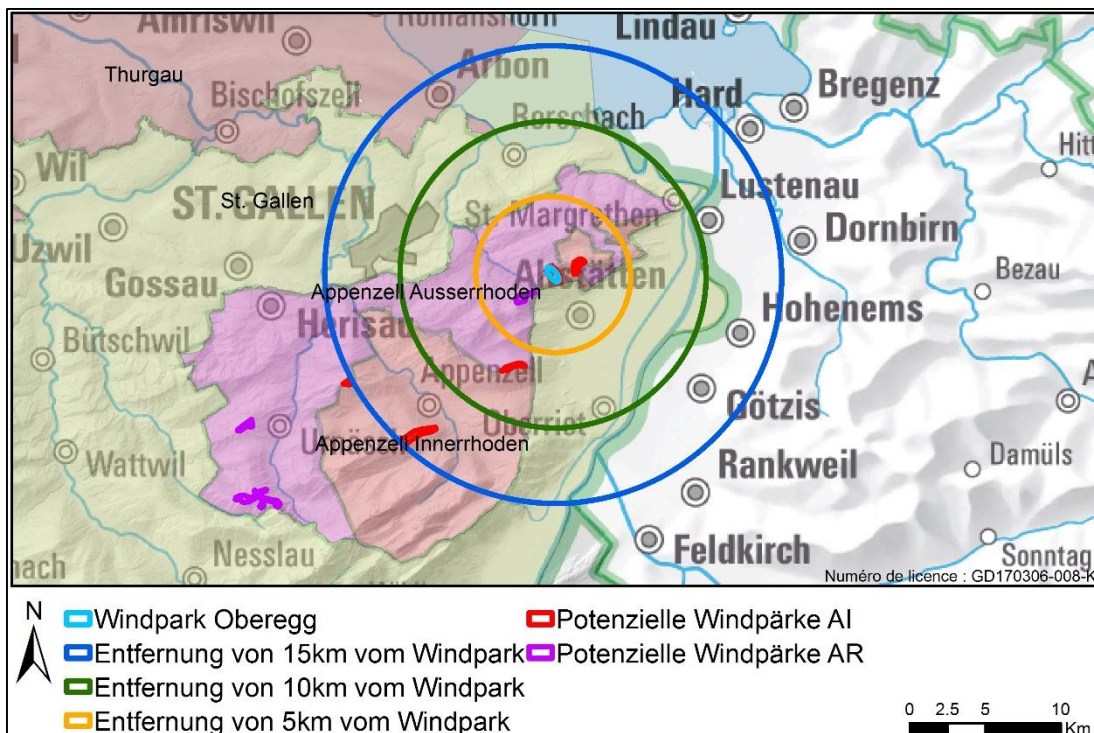 Amriswil
Romanshorn
Lindau
Thurgau
Arbon
Bischofszell
Hard
Bregenz
Rorschach
Hitt
Wil
St. Gallen
ST. GALLEN
Lustenau
St. Margrethen
Uzwil
Dornbirn
Gossau
Altstätten
Bezau
Appenzell Ausserrhoden
Herisau
Hohenems
Bütschwil
Appenzell
Götzis
A
Urnäsch
Oberriet
Appenzell Innerrhoden
Wattwil
Rankweil
Damüls
Nesslau
Feldkirch
Sonntag
nach
Numéro de licence : GD170306-008-K
N
Windpark Oberegg
Potenzielle Windpärke AI
Entfernung von 15km vom Windpark
Potenzielle Windpärke AR
Entfernung von 10km vom Windpark
Entfernung von 5km vom Windpark
0 2.5 5 10
Km